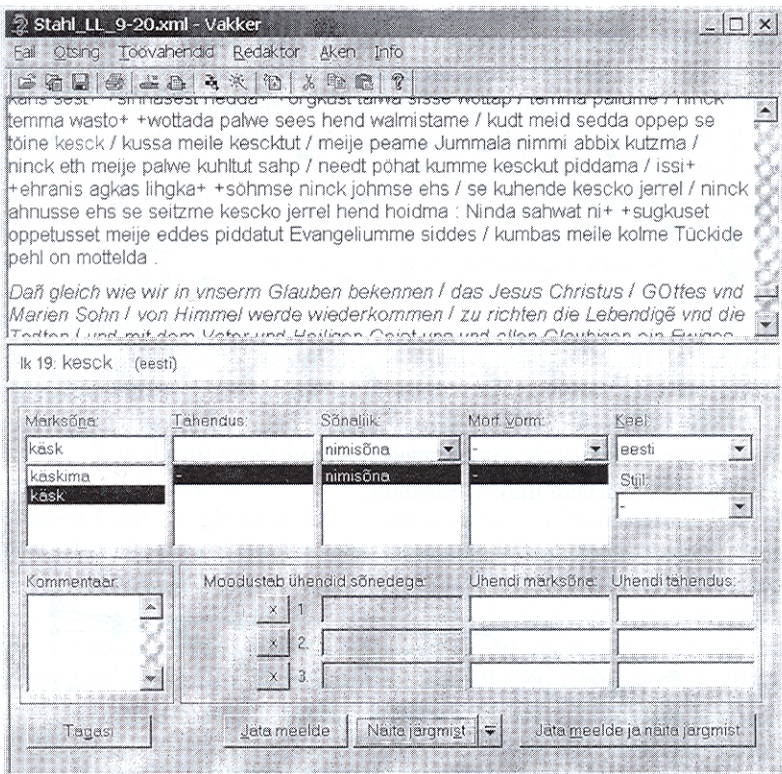 Stahl_LL_9-20.xml - Vakker
Fail Otsing Töövahendid Redaktor Aken Info
temma wasto+ +wottada palwe sees hend walmistame / kudt meid sedda oppep se
töine kesck / kussa meile kescktut / meije peame Jummala nimmi abbix kutzma /
ninck eth meije palwe kuhltut sahp / needt pöhat kumme kesckut piddama / issi+
+ehranis agkas lihgka+ +söhmse ninck johmse ehs / se kuhende kescko jerrel / ninck
ahnusse ehs se seitzme kescko jerrel hend hoidma : Ninda sahwat ni+ +sugkuset
oppetusset meije eddes piddatut Evangeliumme siddes / kumbas meile kolme Tückide
pehl on mottelda .
Dañ gleich wie wir in vnserm Glauben bekennen / das Jesus Christus / GOttes vnd
Marien Sohn / von Himmel werde wiederkommen / zu richten die Lebendigẽ vnd die
lk 19: kesck (eesti)
Märksõna: Tähendus: Sõnaliik: Morf. vorm: Keel:
käsk nimisõna - eesti
käskima - nimisõna -
käsk
Stiil:
-
Kommentaar: Moodustab ühendid sõnedega: Ühendi märksõna: Ühendi tähendus:
x 1.
x 2.
x 3.
Tagasi Jäta meelde Näita järgmist Jäta meelde ja näita järgmist